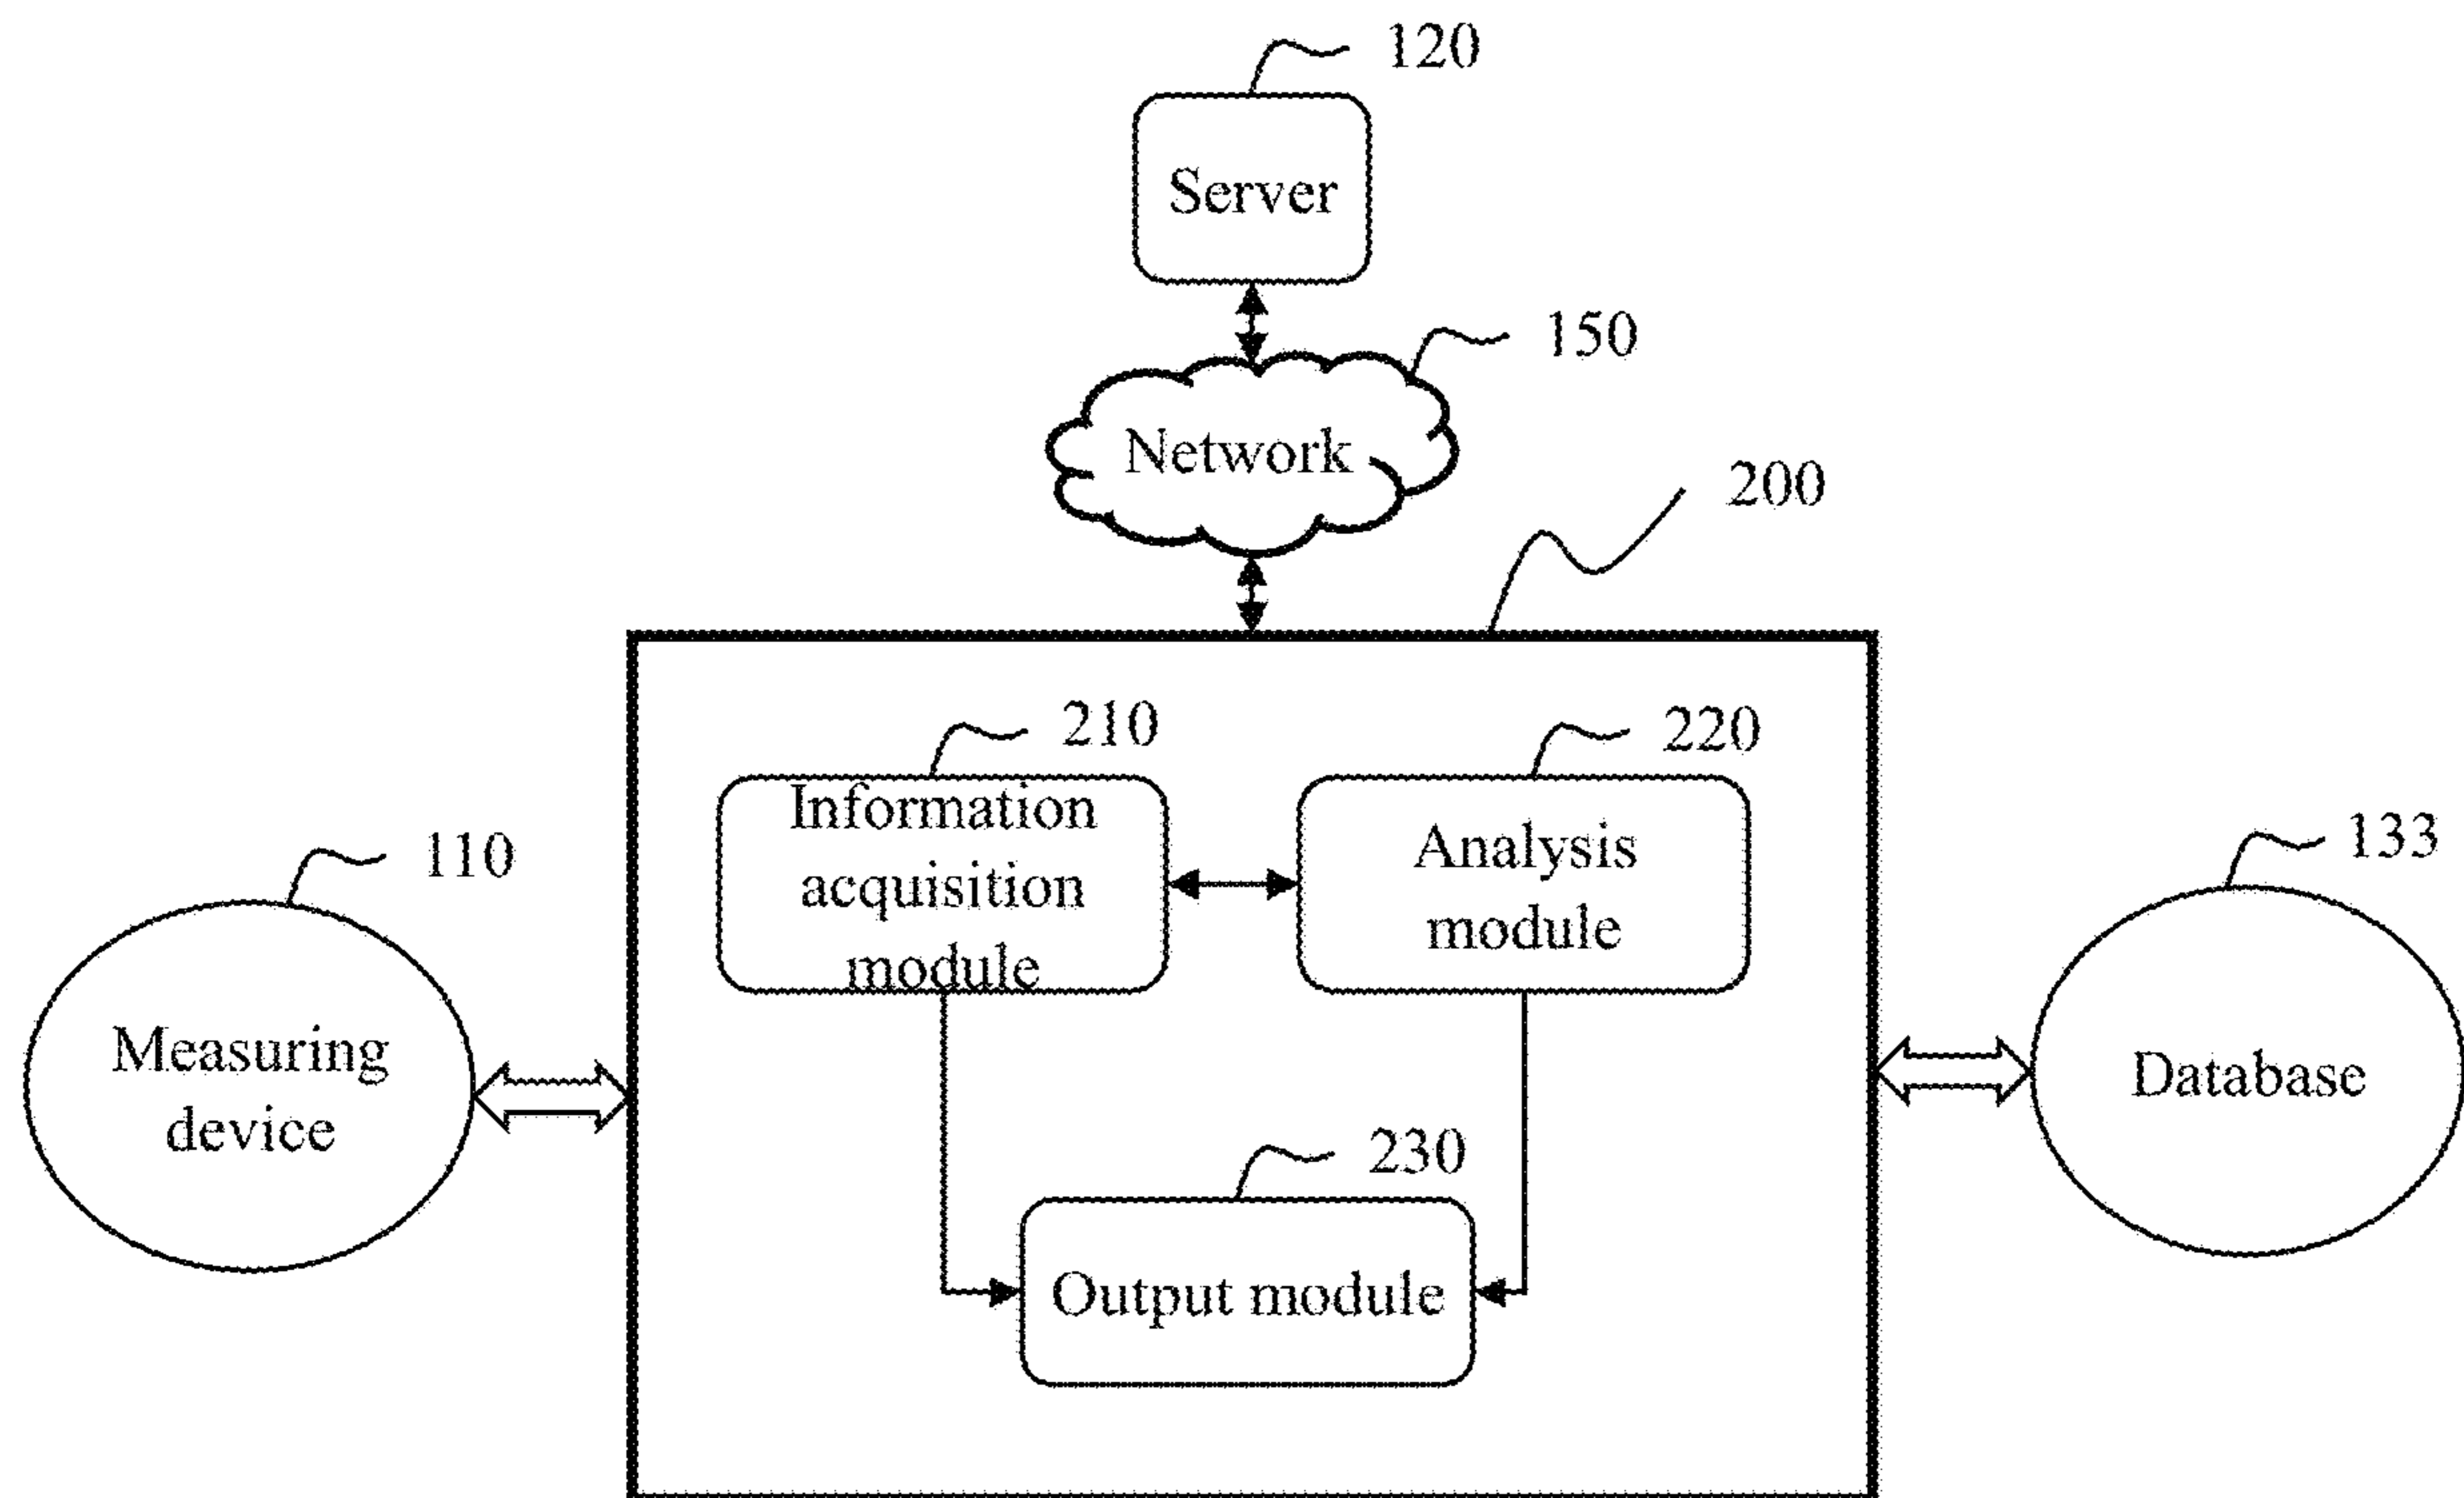 120
Server
150
Network
200
210
220
Information
acquisition
module
Analysis
module
110
133
Measuring
device
Database
230
Output module